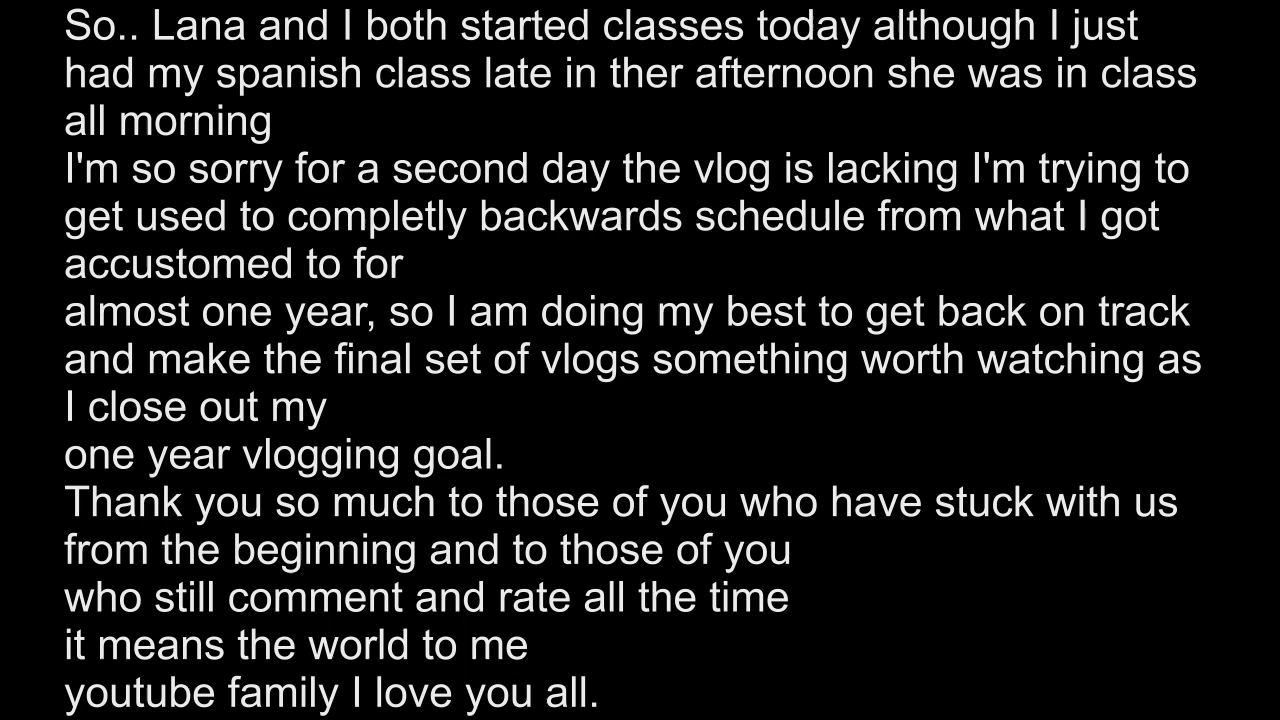 So.. Lana and I both started classes today although I just
had my spanish class late in ther afternoon she was in class
all morning
I'm so sorry for a second day the vlog is lacking I'm trying to
get used to completly backwards schedule from what I got
accustomed to for
almost one year, so I am doing my best to get back on track
and make the final set of vlogs something worth watching as
I close out my
one year vlogging goal.
Thank you so much to those of you who have stuck with us
from the beginning and to those of you
who still comment and rate all the time
it means the world to me
youtube family I love you all.